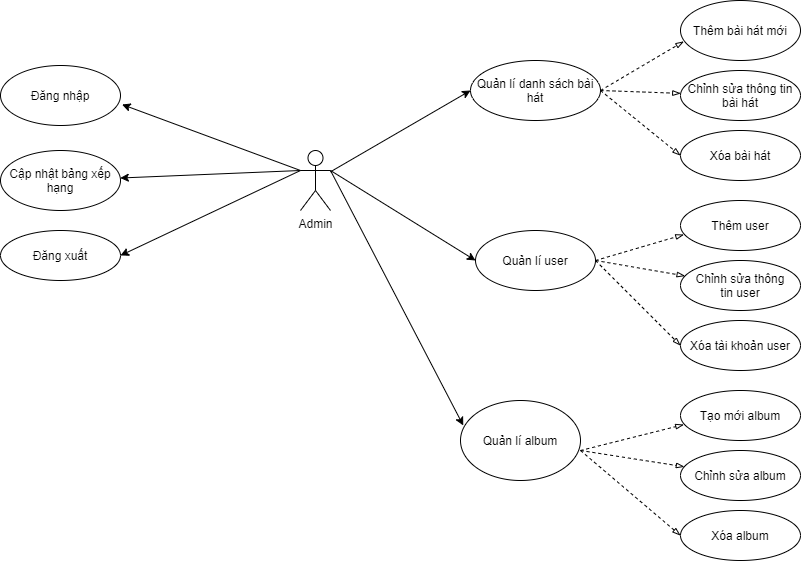 Đăng nhập
Cập nhật bảng xếp
hạng
Đăng xuất
Admin
Quản lí danh sách bài
hát
Thêm bài hát mới
Chỉnh sửa thông tin
bài hát
Xóa bài hát
Quản lí user
Thêm user
Chỉnh sửa thông
tin user
Xóa tài khoản user
Quản lí album
Tạo mới album
Chỉnh sửa album
Xóa album